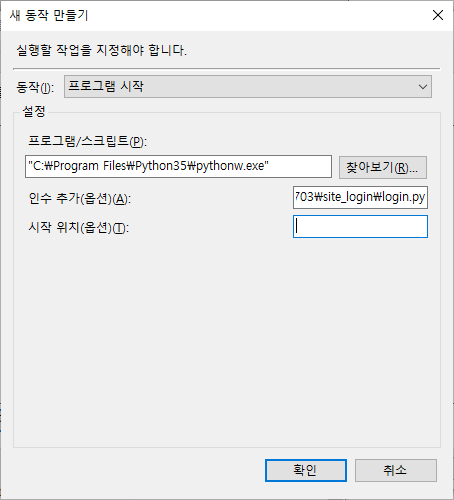 새 동작 만들기
실행할 작업을 지정해야 합니다.
동작(I): 프로그램 시작
설정
프로그램/스크립트(P):
"C:₩Program Files₩Python35₩pythonw.exe" 찾아보기(R)...
인수 추가(옵션)(A): 703₩site_login₩login.py
시작 위치(옵션)(T):
확인 취소